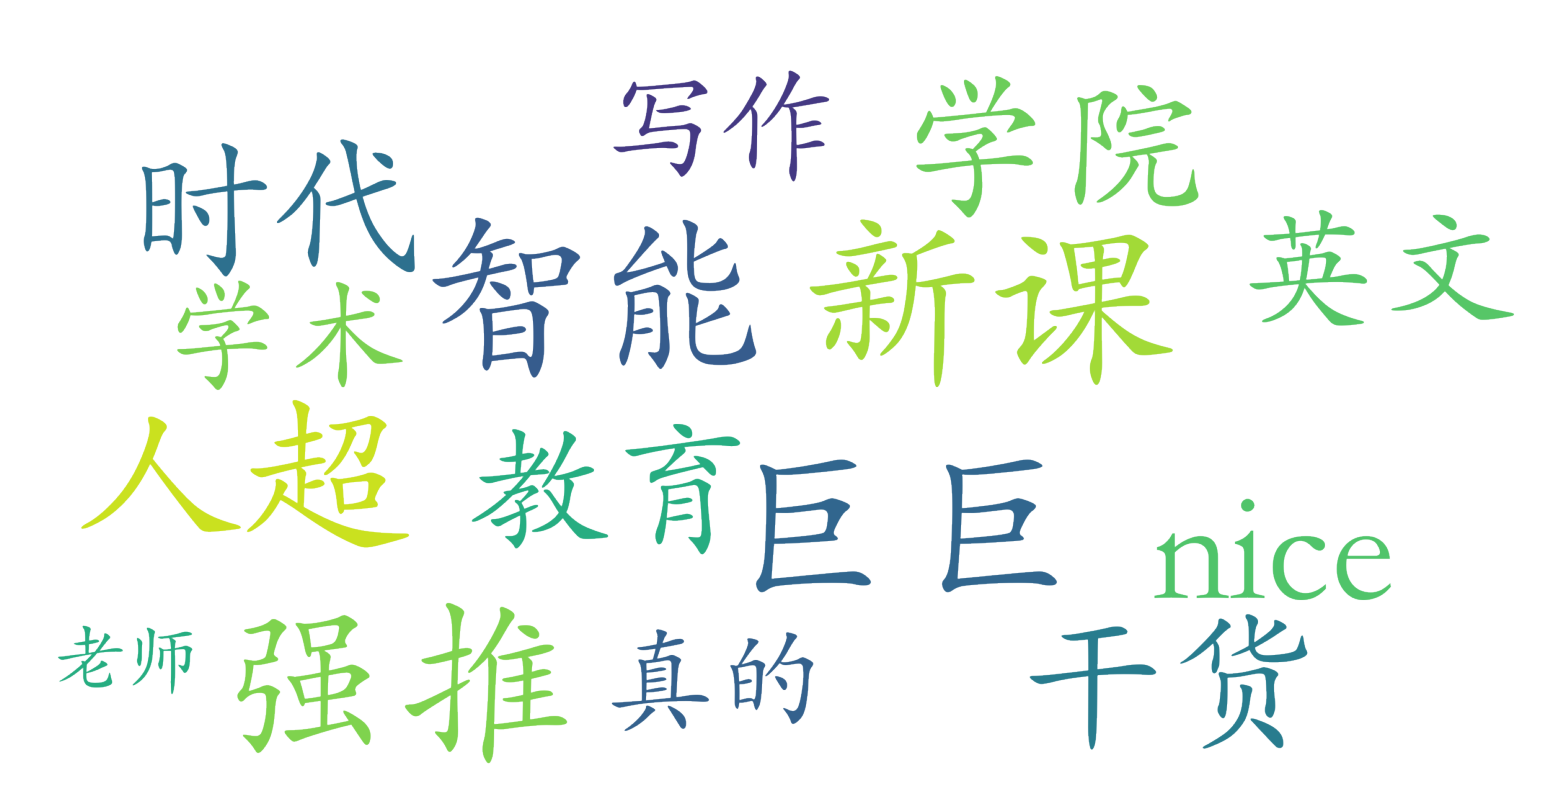 写作 学院
时代
智能 新课 英文
学术
人超 教育 巨巨
nice
老师 强推 真的 干货